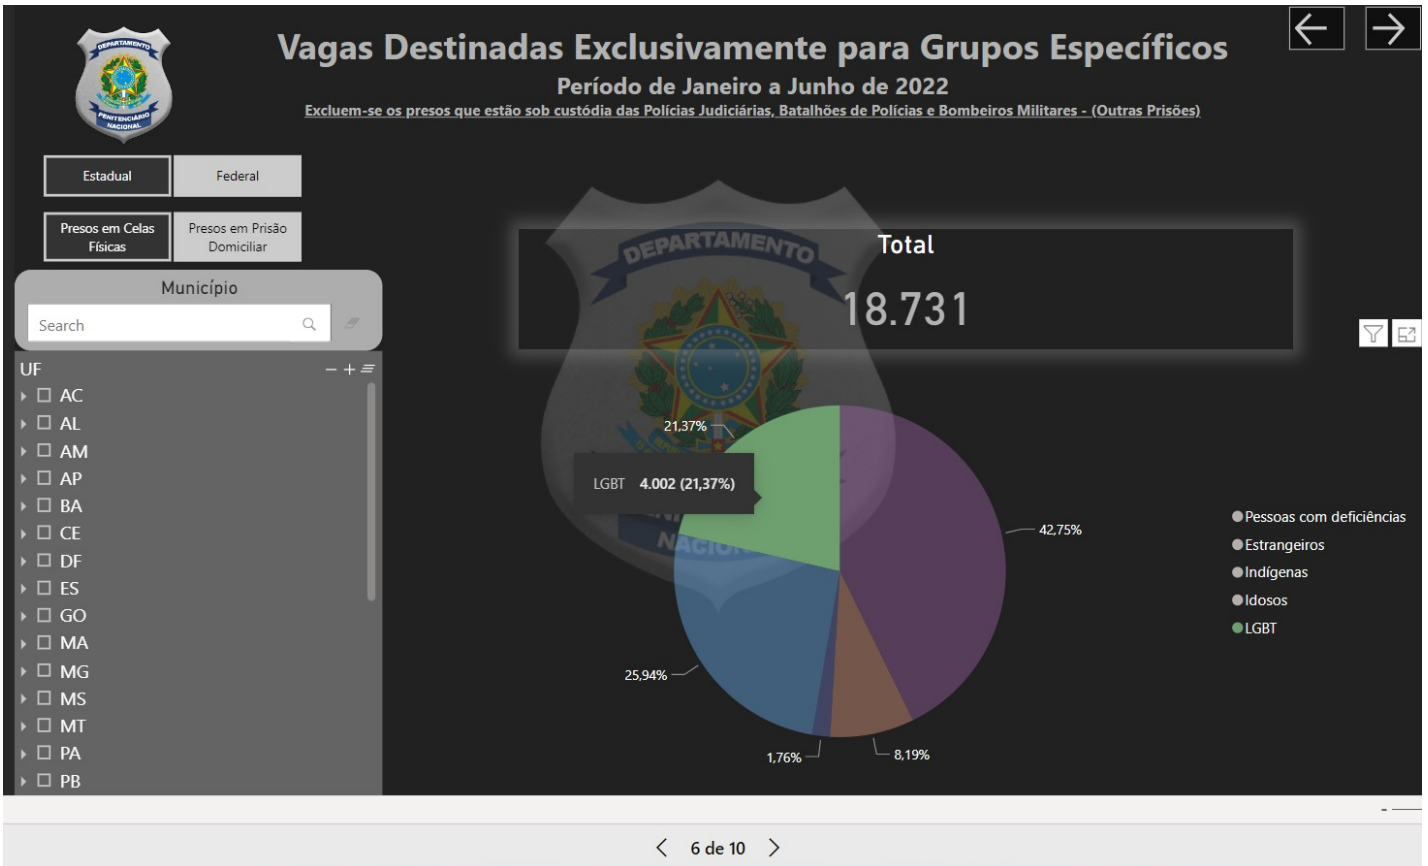 DEPARTAMENTO
PENITENCIÁRIO
NACIONAL
Vagas Destinadas Exclusivamente para Grupos Específicos
Período de Janeiro a Junho de 2022
Excluem-se os presos que estão sob custódia das Polícias Judiciárias, Batalhões de Polícias e Bombeiros Militares - (Outras Prisões)
Estadual
Federal
Presos em Celas
Físicas
Presos em Prisão
Domiciliar
Município
Search
UF
AC
AL
AM
AP
BA
CE
DF
ES
GO
MA
MG
MS
MT
PA
PB
DEPARTAMENTO
NACIONAL
Total
18.731
21,37%
LGBT 4.002 (21,37%)
42,75%
25,94%
1,76%
8,19%
Pessoas com deficiências
Estrangeiros
Indígenas
Idosos
LGBT
6 de 10